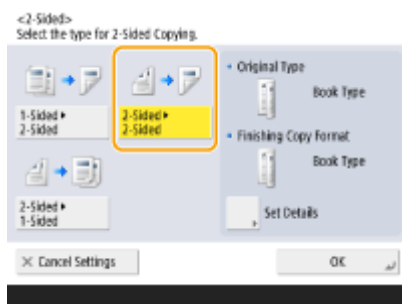 <2-Sided>
Select the type for 2-Sided Copying.
1-Sided▸
2-Sided
2-Sided▸
2-Sided
2-Sided▸
1-Sided
• Original Type
Book Type
• Finishing Copy Format
Book Type
Set Details
× Cancel Settings
OK